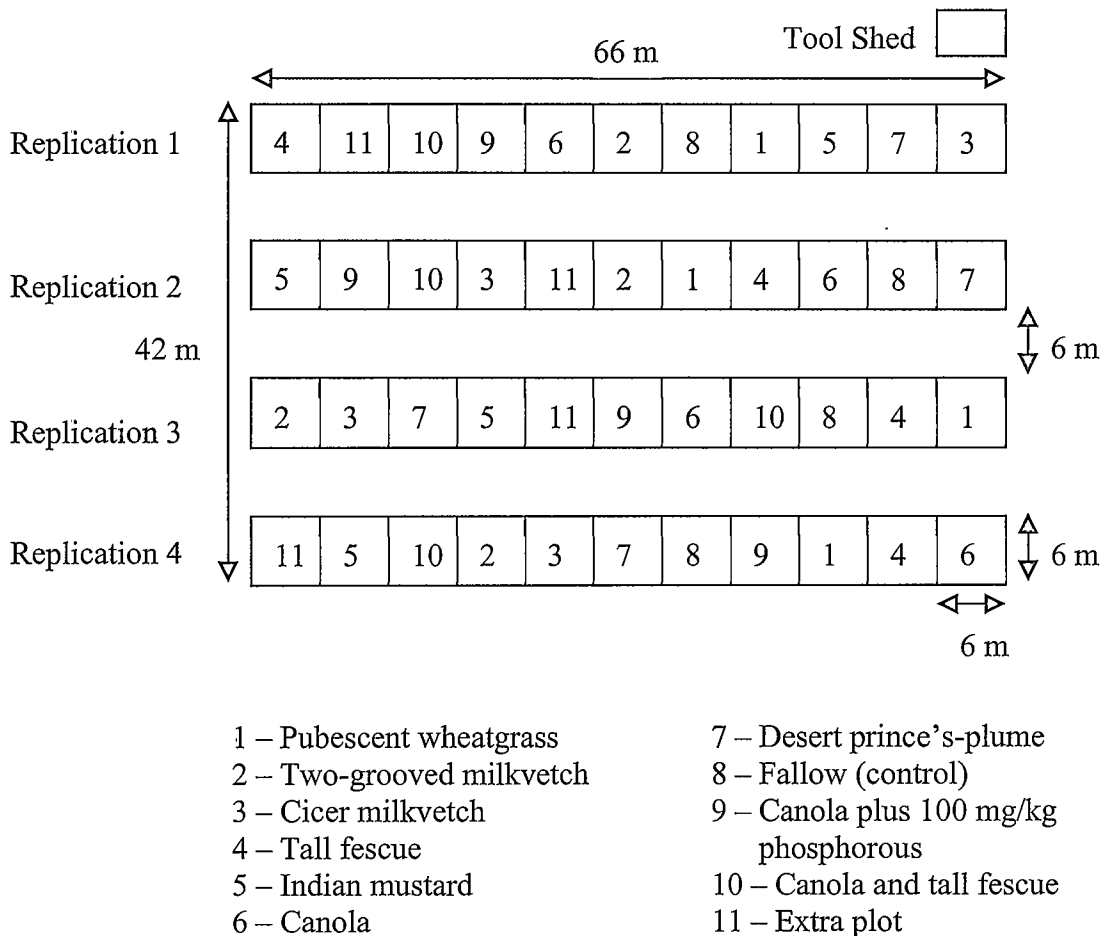 Tool Shed
66 m
Replication 1
4 11 10 9 6 2 8 1 5 7 3
Replication 2
5 9 10 3 11 2 1 4 6 8 7
42 m
6 m
Replication 3
2 3 7 5 11 9 6 10 8 4 1
Replication 4
11 5 10 2 3 7 8 9 1 4 6
6 m
6 m
1 – Pubescent wheatgrass
2 – Two-grooved milkvetch
3 – Cicer milkvetch
4 – Tall fescue
5 – Indian mustard
6 – Canola
7 – Desert prince's-plume
8 – Fallow (control)
9 – Canola plus 100 mg/kg
phosphorous
10 – Canola and tall fescue
11 – Extra plot